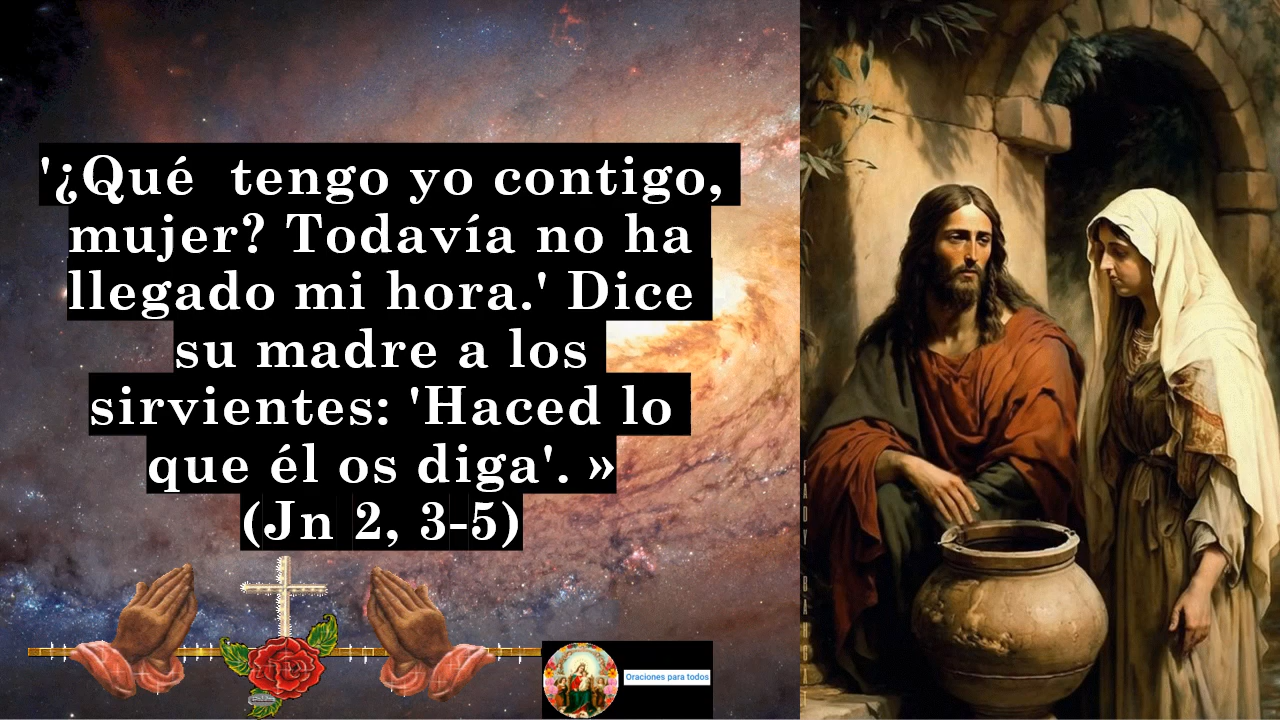 '¿Qué  tengo yo contigo,
mujer? Todavía no ha
llegado mi hora.' Dice
su madre a los
sirvientes: 'Haced lo
que él os diga'. »
(Jn 2, 3-5)
Oraciones para todos
FADY